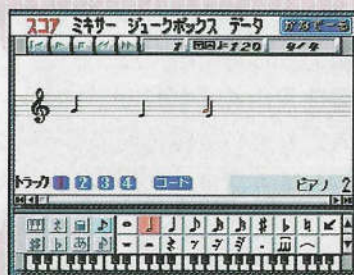 スコア ミキサー ジュークボックス データ
1 ♩=120 4/4
トラック 1 2 3 4 コード ピアノ 2